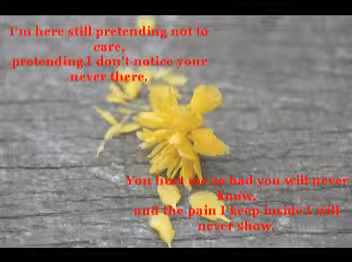 I'm here still pretending not to
care,
pretending I don't notice your
never there.
You hurt me so bad you will never
know,
and the pain I keep inside I will
never show.